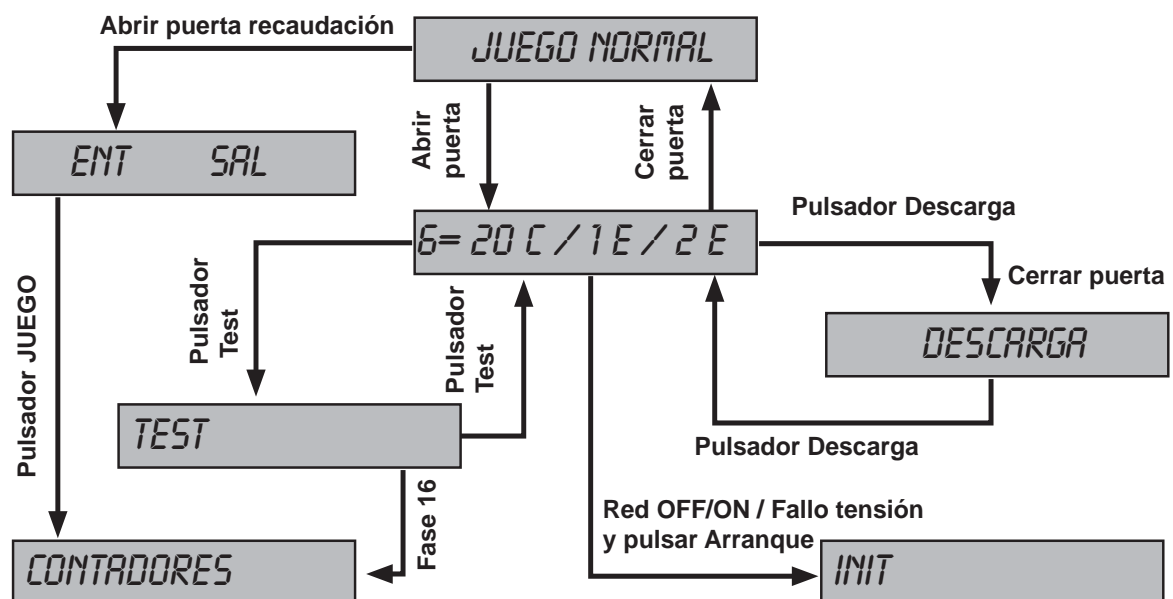 Abrir puerta recaudación
JUEGO NORMAL
Abrir
puerta
Cerrar
puerta
ENT SAL
Pulsador Descarga
6= 20 C / 1 E / 2 E
Cerrar puerta
Pulsador JUEGO
Pulsador
Test
Pulsador
Test
DESCARGA
TEST
Pulsador Descarga
Fase 16
Red OFF/ON / Fallo tensión
y pulsar Arranque
CONTADORES
INIT